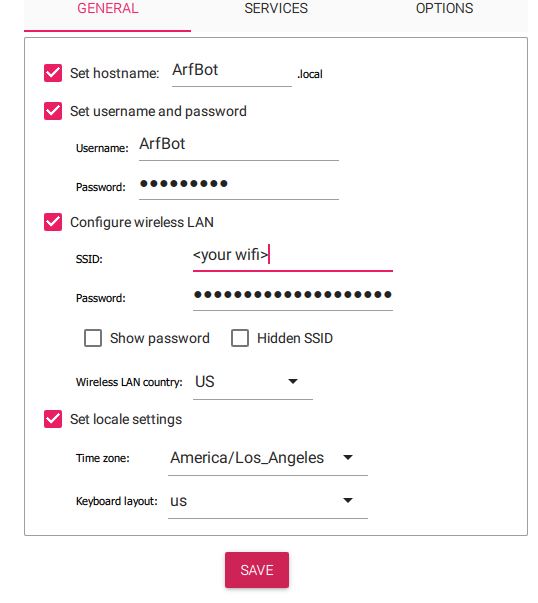 GENERAL SERVICES OPTIONS
Set hostname: ArfBot .local
Set username and password
Username: ArfBot
Password: ●●●●●●●●●
Configure wireless LAN
SSID: <your wifi>
Password: ●●●●●●●●●●●●●●●●●●●●
Show password Hidden SSID
Wireless LAN country: US
Set locale settings
Time zone: America/Los_Angeles
Keyboard layout: us
SAVE